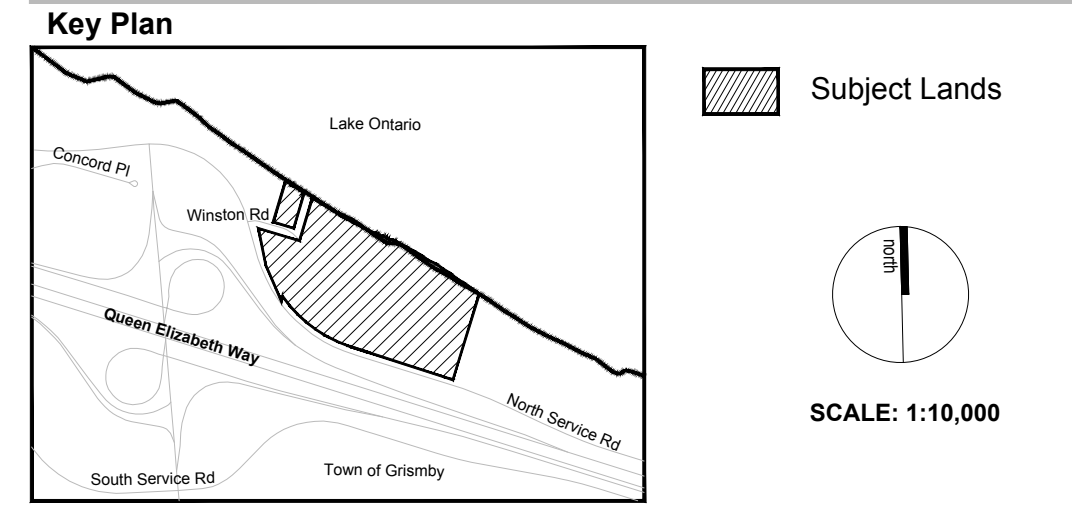 Key Plan
Lake Ontario
Concord Pl
Winston Rd
Queen Elizabeth Way
North Service Rd
South Service Rd
Town of Grismby
Subject Lands
north
SCALE: 1:10,000